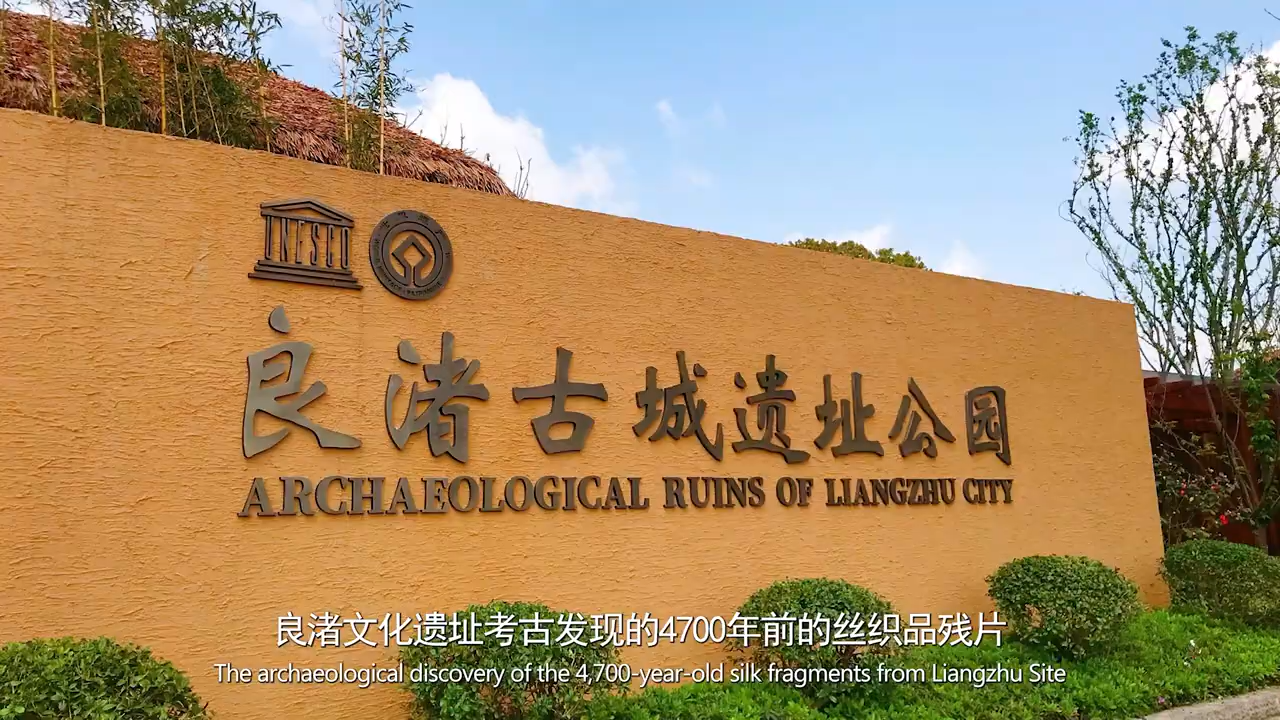 UNESCO
良渚古城遗址公园
ARCHAEOLOGICAL RUINS OF LIANGZHU CITY
良渚文化遗址考古发现的4700年前的丝织品残片
The archaeological discovery of the 4,700-year-old silk fragments from Liangzhu Site